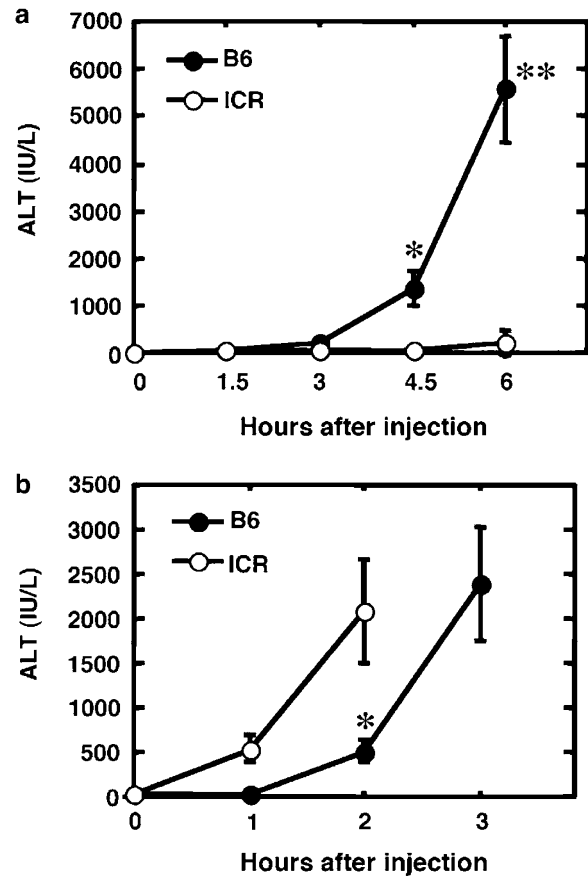 a
7000
6000
5000
4000
3000
2000
1000
0
ALT (IU/L)
B6
ICR
*
**
0 1.5 3 4.5 6
Hours after injection
b
3500
3000
2500
2000
1500
1000
500
0
ALT (IU/L)
B6
ICR
*
0 1 2 3
Hours after injection